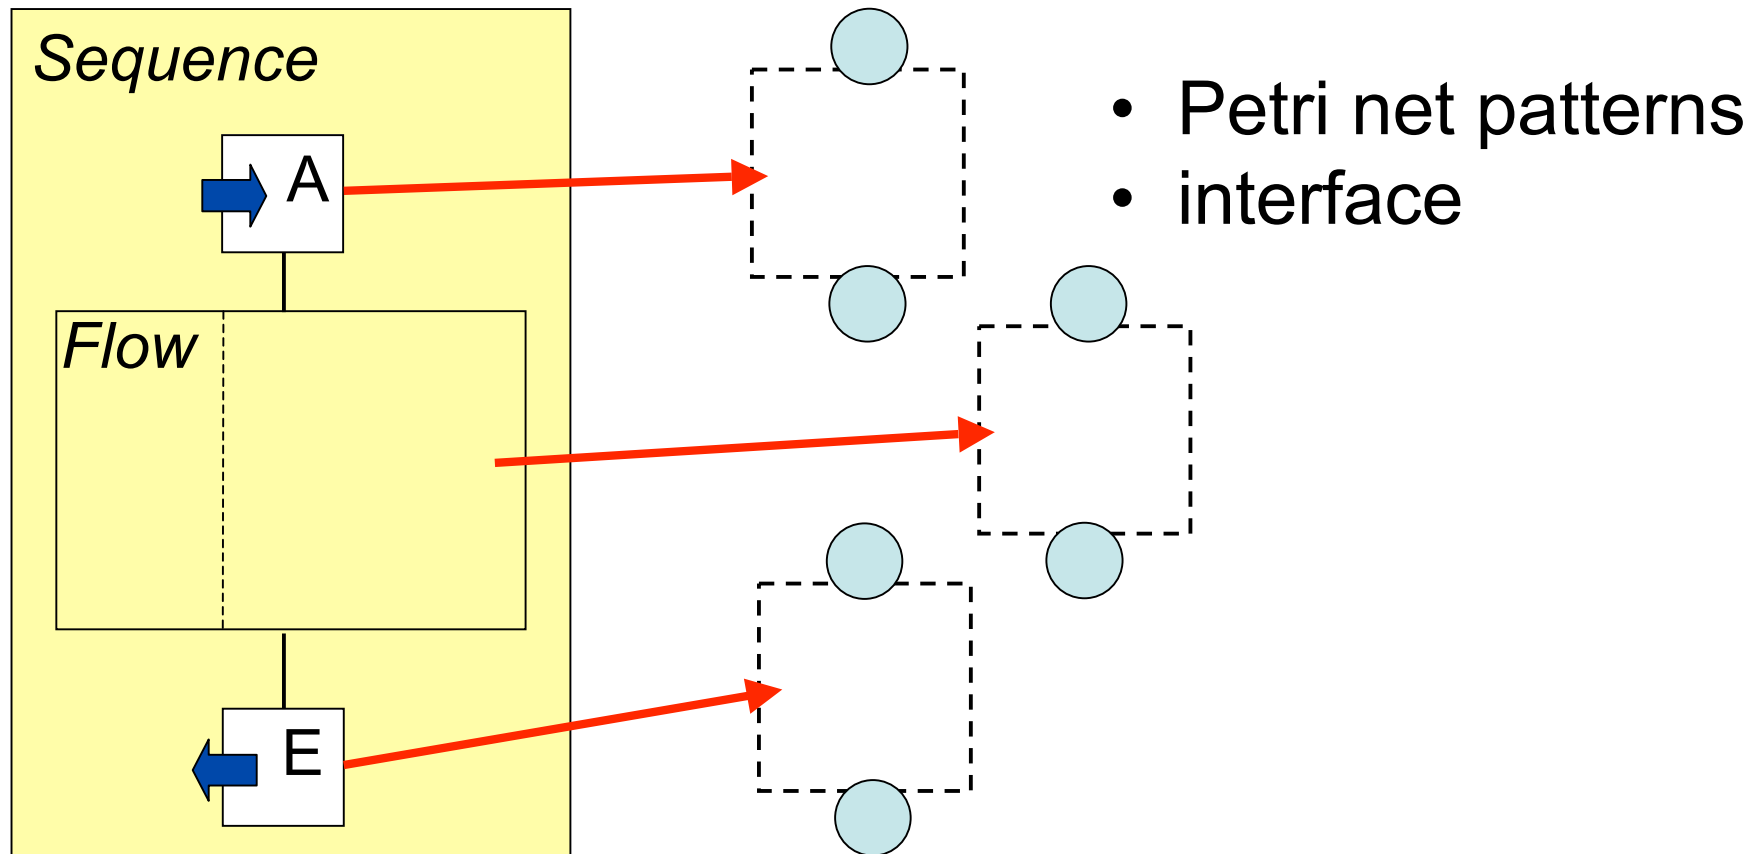 Sequence
A
Flow
E
• Petri net patterns
• interface